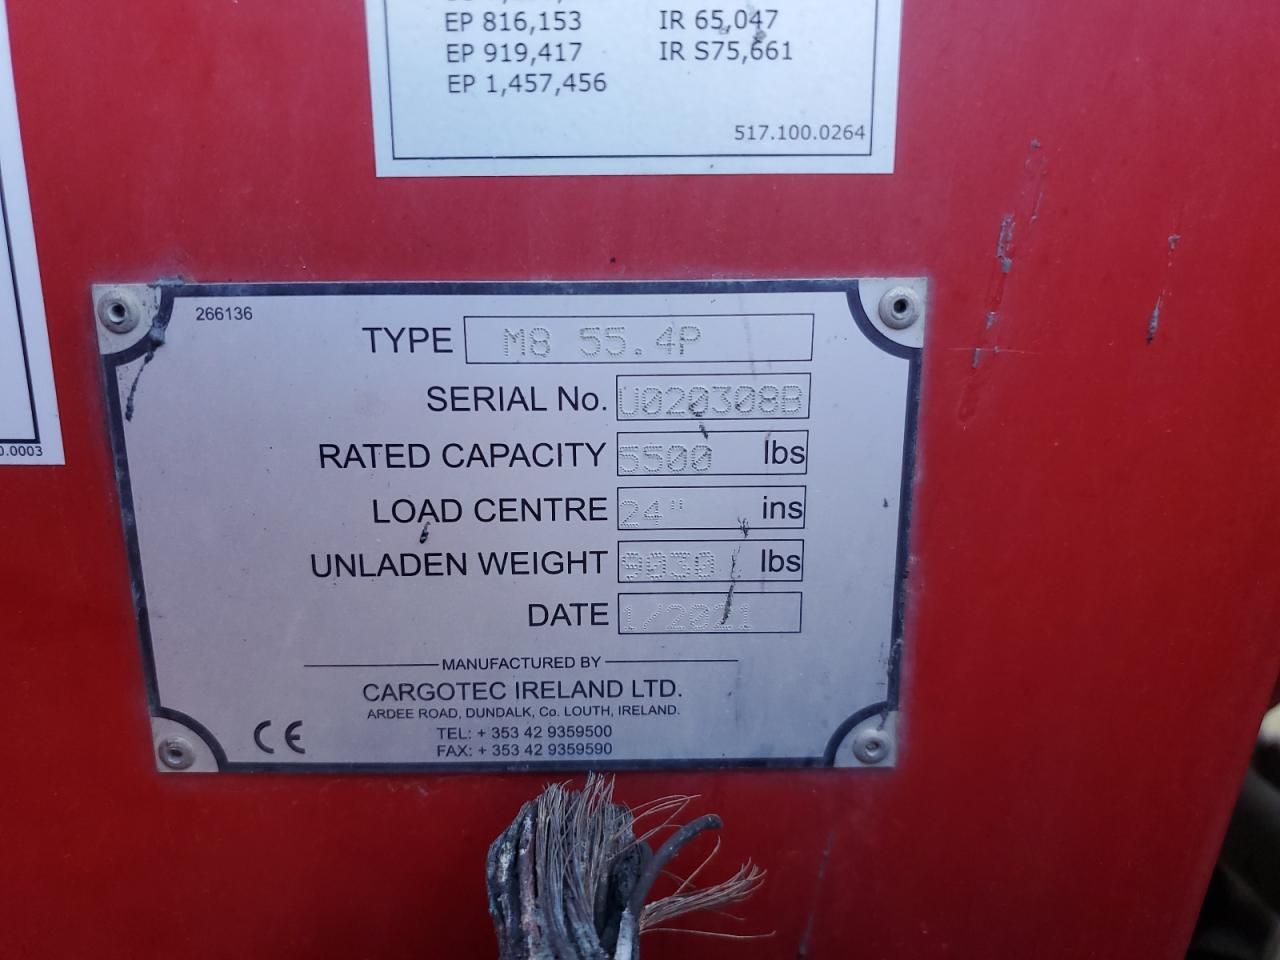 EP 816,153 IR 65,047
EP 919,417 IR S75,661
EP 1,457,456
517.100.0264
.0003
266136
TYPE M8 55.4P
SERIAL No. U020308B
RATED CAPACITY 5500 lbs
LOAD CENTRE 24" ins
UNLADEN WEIGHT 9030 lbs
DATE 1/2021
MANUFACTURED BY
CARGOTEC IRELAND LTD.
ARDEE ROAD, DUNDALK, Co. LOUTH, IRELAND.
TEL: + 353 42 9359500
FAX: + 353 42 9359590
CE